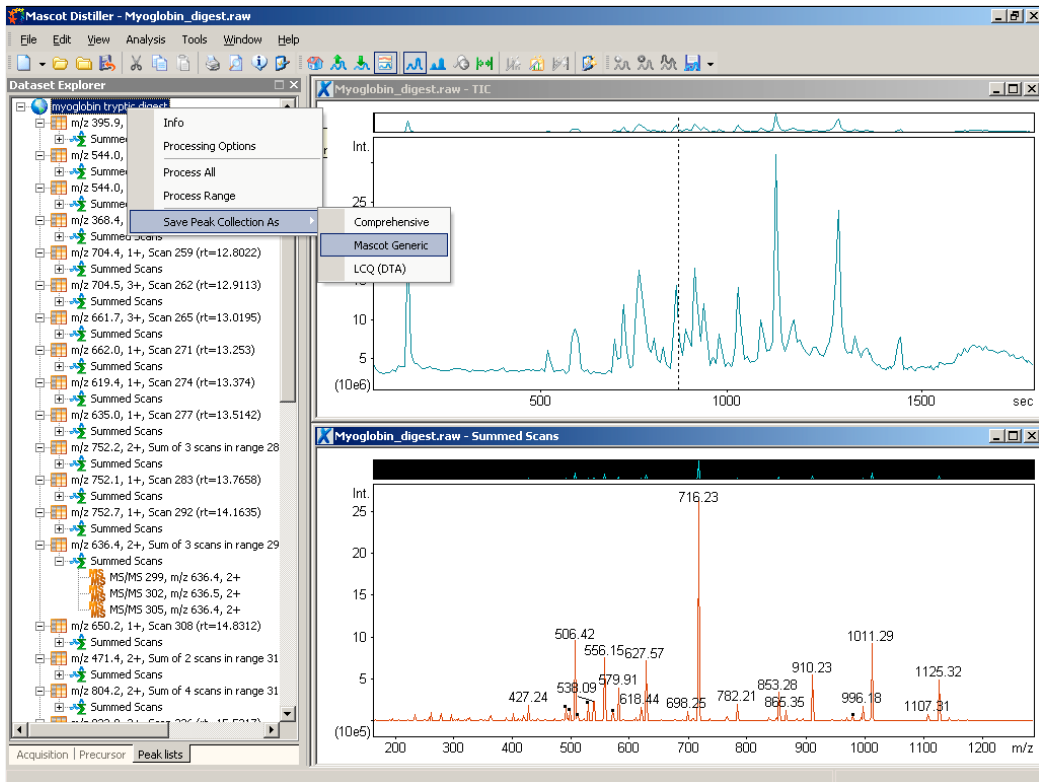 Mascot Distiller - Myoglobin_digest.raw
File Edit View Analysis Tools Window Help
Dataset Explorer
myoglobin tryptic digest
m/z 395.9,
m/z 544.0,
m/z 544.0,
m/z 368.4,
Summed Scans
m/z 704.4, 1+, Scan 259 (rt=12.8022)
Summed Scans
m/z 704.5, 3+, Scan 262 (rt=12.9113)
Summed Scans
m/z 661.7, 3+, Scan 265 (rt=13.0195)
Summed Scans
m/z 662.0, 1+, Scan 271 (rt=13.253)
Summed Scans
m/z 619.4, 1+, Scan 274 (rt=13.374)
Summed Scans
m/z 635.0, 1+, Scan 277 (rt=13.5142)
Summed Scans
m/z 752.2, 2+, Sum of 3 scans in range 28
Summed Scans
m/z 752.1, 1+, Scan 283 (rt=13.7658)
Summed Scans
m/z 752.7, 1+, Scan 292 (rt=14.1635)
Summed Scans
m/z 636.4, 2+, Sum of 3 scans in range 29
Summed Scans
MS/MS 299, m/z 636.4, 2+
MS/MS 302, m/z 636.5, 2+
MS/MS 305, m/z 636.4, 2+
m/z 650.2, 1+, Scan 308 (rt=14.8312)
Summed Scans
m/z 471.4, 2+, Sum of 2 scans in range 31
Summed Scans
m/z 804.2, 2+, Sum of 4 scans in range 31
Summed Scans
Acquisition Precursor Peak lists
Info
Processing Options
Process All
Process Range
Save Peak Collection As
Comprehensive
Mascot Generic
LCQ (DTA)
Myoglobin_digest.raw - TIC
Int.
25
10
5
(10e6)
500 1000 1500 sec
Myoglobin_digest.raw - Summed Scans
Int.
25
20
15
10
5
(10e5)
716.23
506.42
556.15
627.57
1011.29
910.23
1125.32
579.91
538.09
853.28
427.24
618.44
698.25
782.21
865.35
996.18
1107.31
200 300 400 500 600 700 800 900 1000 1100 1200 m/z